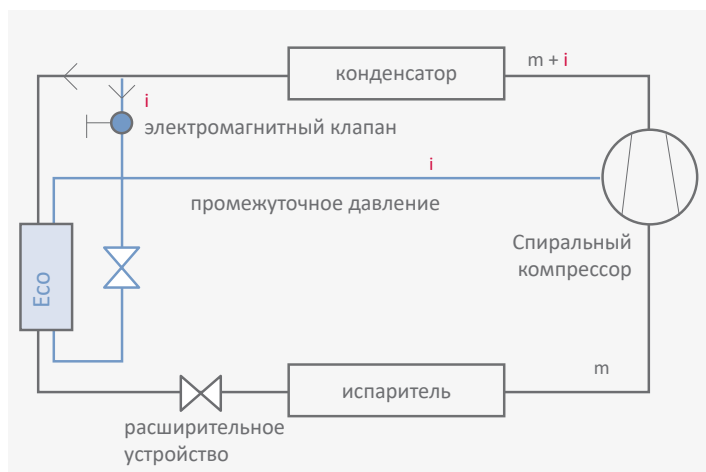 конденсатор
m + i
i
электромагнитный клапан
i
промежуточное давление
Спиральный
компрессор
Eco
m
испаритель
расширительное
устройство